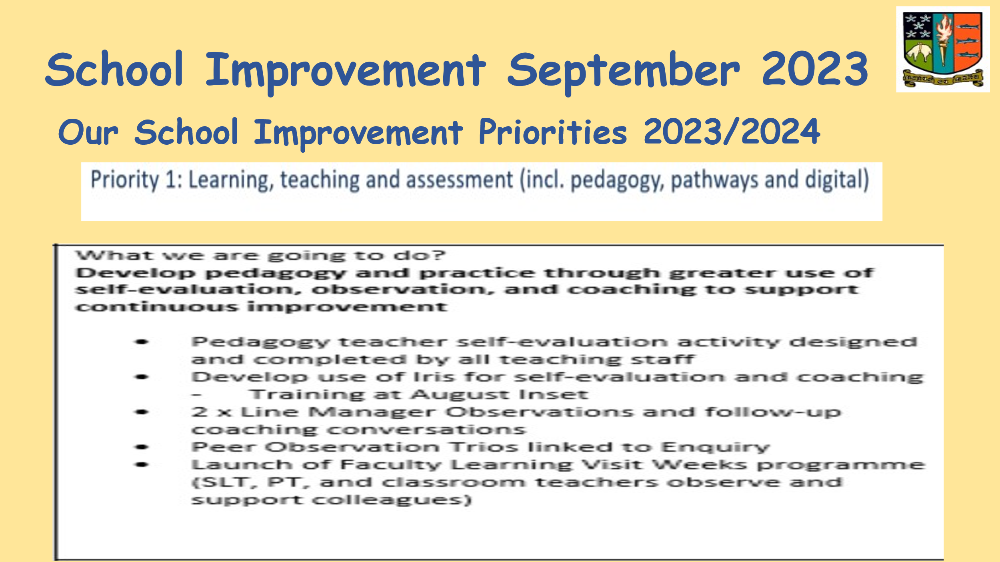 School Improvement September 2023
Our School Improvement Priorities 2023/2024
Priority 1: Learning, teaching and assessment (incl. pedagogy, pathways and digital)
What we are going to do?
Develop pedagogy and practice through greater use of
self-evaluation, observation, and coaching to support
continuous improvement
• Pedagogy teacher self-evaluation activity designed
and completed by all teaching staff
• Develop use of Iris for self-evaluation and coaching
- Training at August Inset
• 2 x Line Manager Observations and follow-up
coaching conversations
• Peer Observation Trios linked to Enquiry
• Launch of Faculty Learning Visit Weeks programme
(SLT, PT, and classroom teachers observe and
support colleagues)